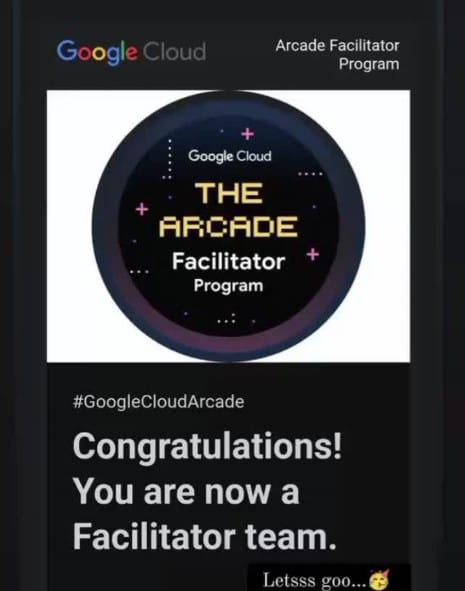 Google Cloud
Arcade Facilitator
Program
Google Cloud
THE
ARCADE
Facilitator
Program
#GoogleCloudArcade
Congratulations!
You are now a
Facilitator team.
Letsss goo...🥳